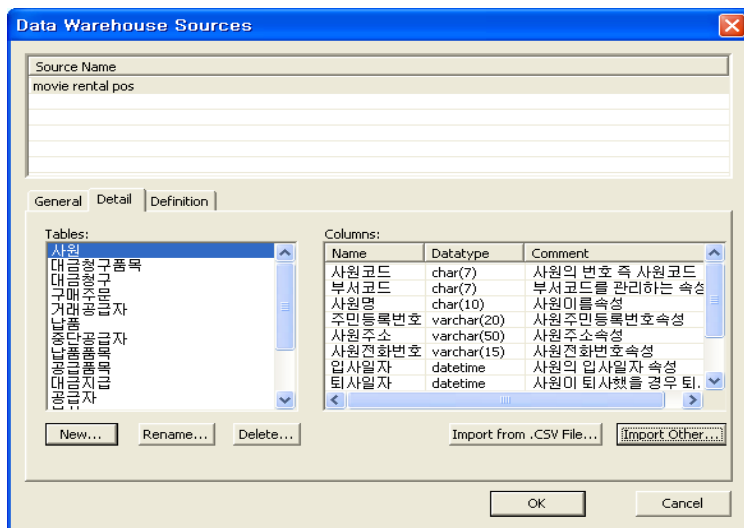 Data Warehouse Sources
Source Name
movie rental pos
General Detail Definition
Tables: Columns:
사원
대금청구품목
대금청구
구매주문
거래공급자
납품
중단공급자
납품품목
공급품목
대금지급
공급자
Name Datatype Comment
사원코드 char(7) 사원의 번호 즉 사원코드
부서코드 char(7) 부서코드를 관리하는 속성
사원명 char(10) 사원이름속성
주민등록번호 varchar(20) 사원주민등록번호속성
사원주소 varchar(50) 사원주소속성
사원전화번호 varchar(15) 사원전화번호속성
입사일자 datetime 사원의 입사일자 속성
퇴사일자 datetime 사원이 퇴사했을 경우 퇴.
New... Rename... Delete... Import from .CSV File... Import Other...
OK Cancel